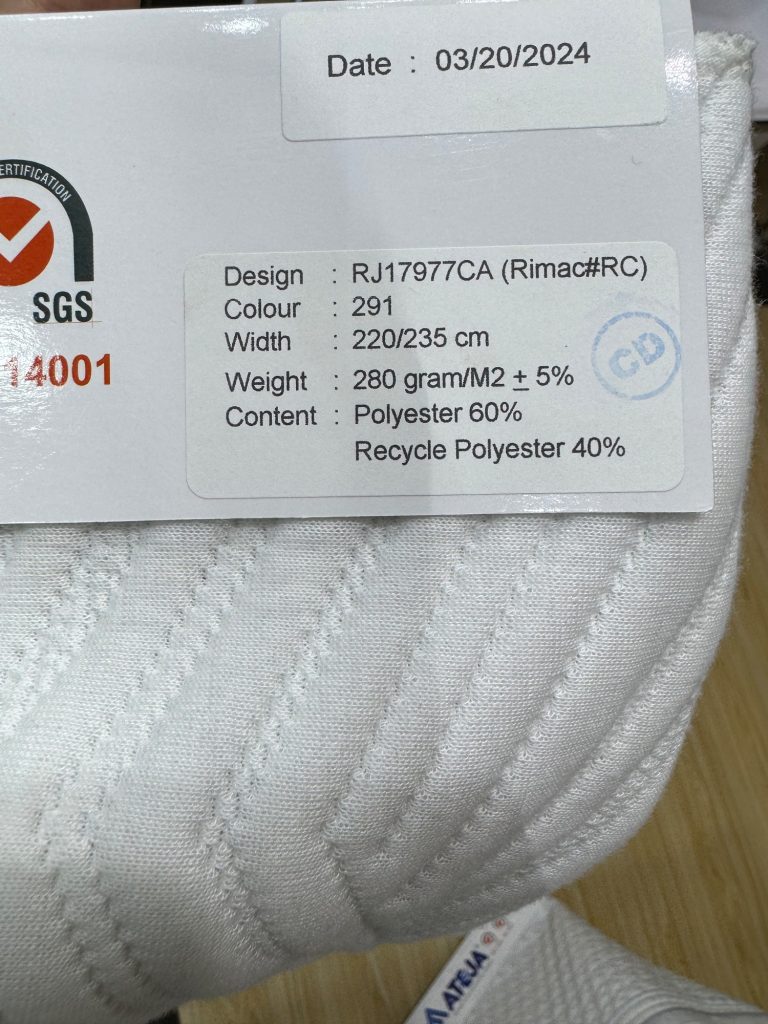 Date : 03/20/2024
ERTIFICATION
SGS
14001
Design : RJ17977CA (Rimac#RC)
Colour : 291
Width : 220/235 cm
Weight : 280 gram/M2 ± 5%
Content : Polyester 60%
Recycle Polyester 40%
CD
ATEJA